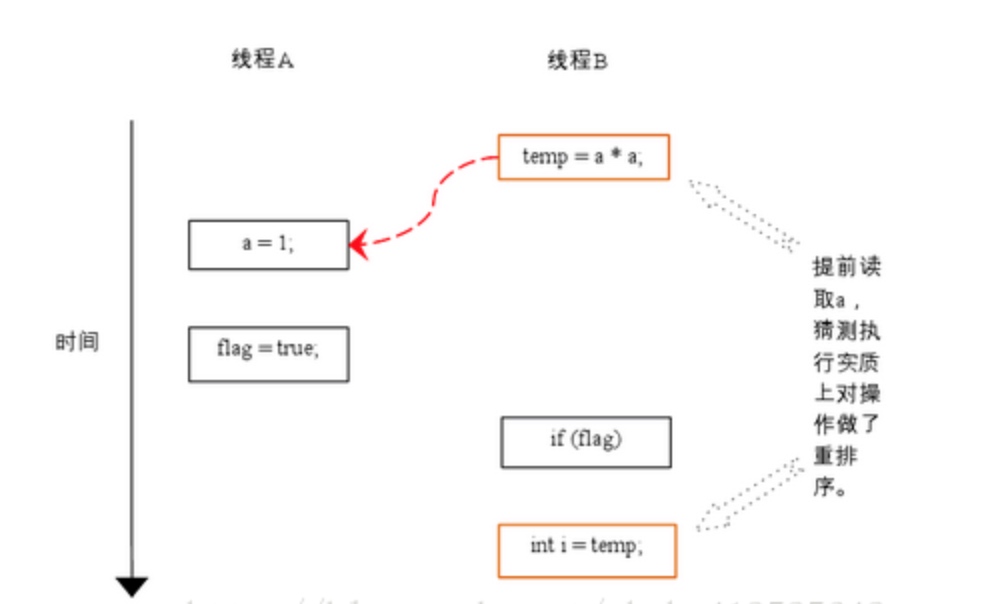 线程A
线程B
temp = a * a;
a = 1;
时间
flag = true;
if (flag)
int i = temp;
提前读
取a，
猜测执
行实质
上对操
作做了
重排
序。